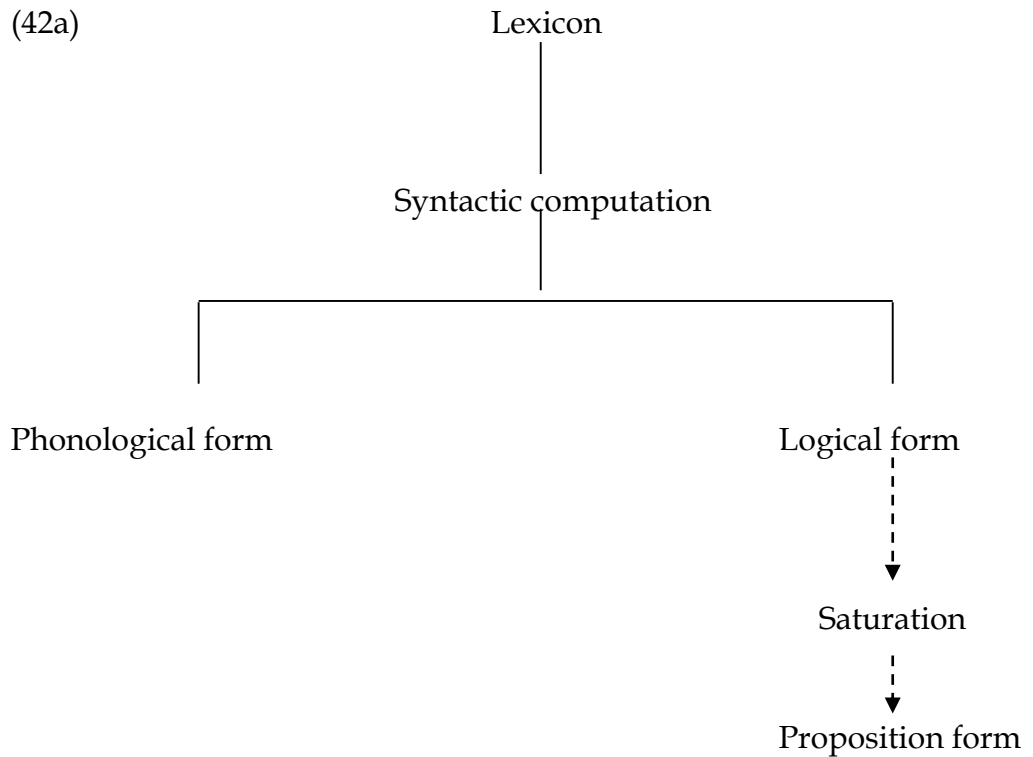 (42a) Lexicon
Syntactic computation
Phonological form Logical form
Saturation
Proposition form